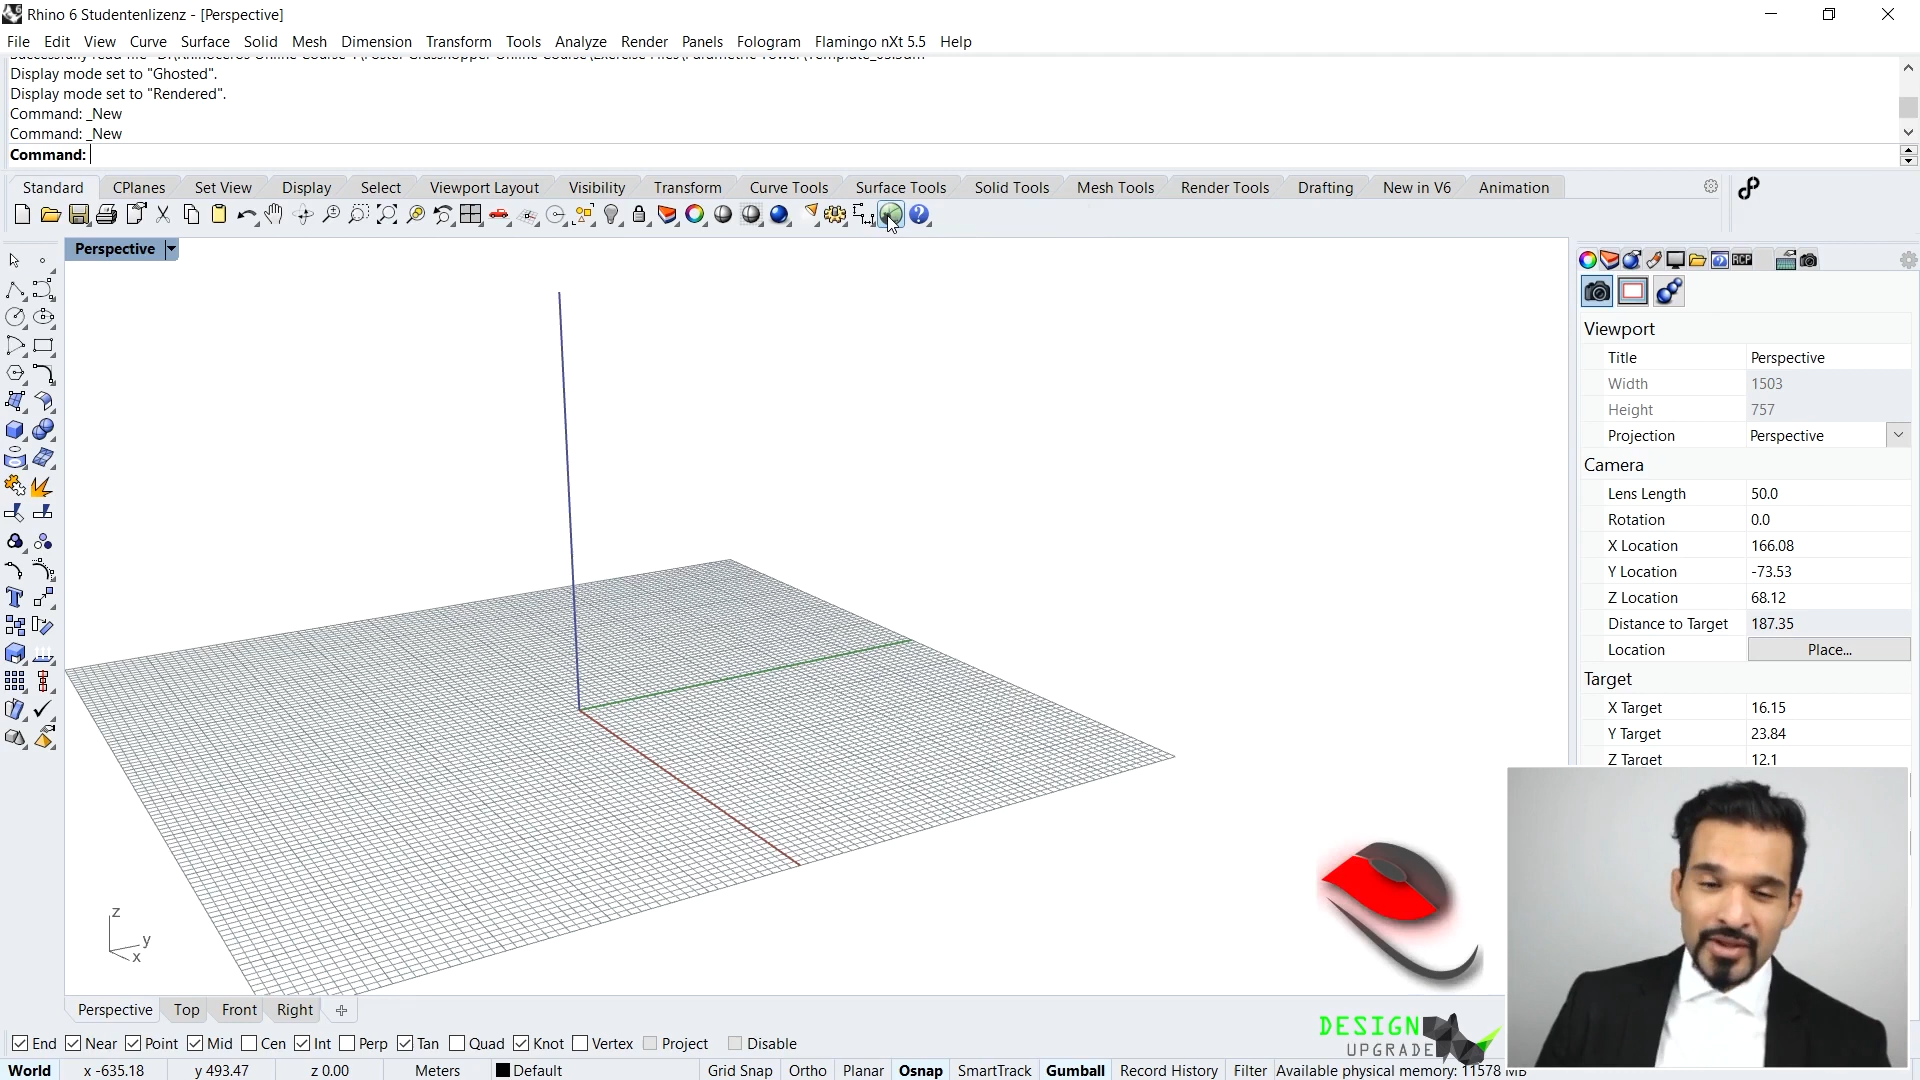 Rhino 6 Studentenlizenz - [Perspective]
File Edit View Curve Surface Solid Mesh Dimension Transform Tools Analyze Render Panels Fologram Flamingo nXt 5.5 Help
Display mode set to "Ghosted".
Display mode set to "Rendered".
Command: _New
Command: _New
Command:
Standard CPlanes Set View Display Select Viewport Layout Visibility Transform Curve Tools Surface Tools Solid Tools Mesh Tools Render Tools Drafting New in V6 Animation
Perspective
RCP
Viewport
Title Perspective
Width 1503
Height 757
Projection Perspective
Camera
Lens Length 50.0
Rotation 0.0
X Location 166.08
Y Location -73.53
Z Location 68.12
Distance to Target 187.35
Location Place...
Target
X Target 16.15
Y Target 23.84
Z Target 12.1
z
y
x
Perspective Top Front Right
DESIGN
UPGRADE
End Near Point Mid Cen Int Perp Tan Quad Knot Vertex Project Disable
World x -635.18 y 493.47 z 0.00 Meters Default Grid Snap Ortho Planar Osnap SmartTrack Gumball Record History Filter Available physical memory: 11578 MB